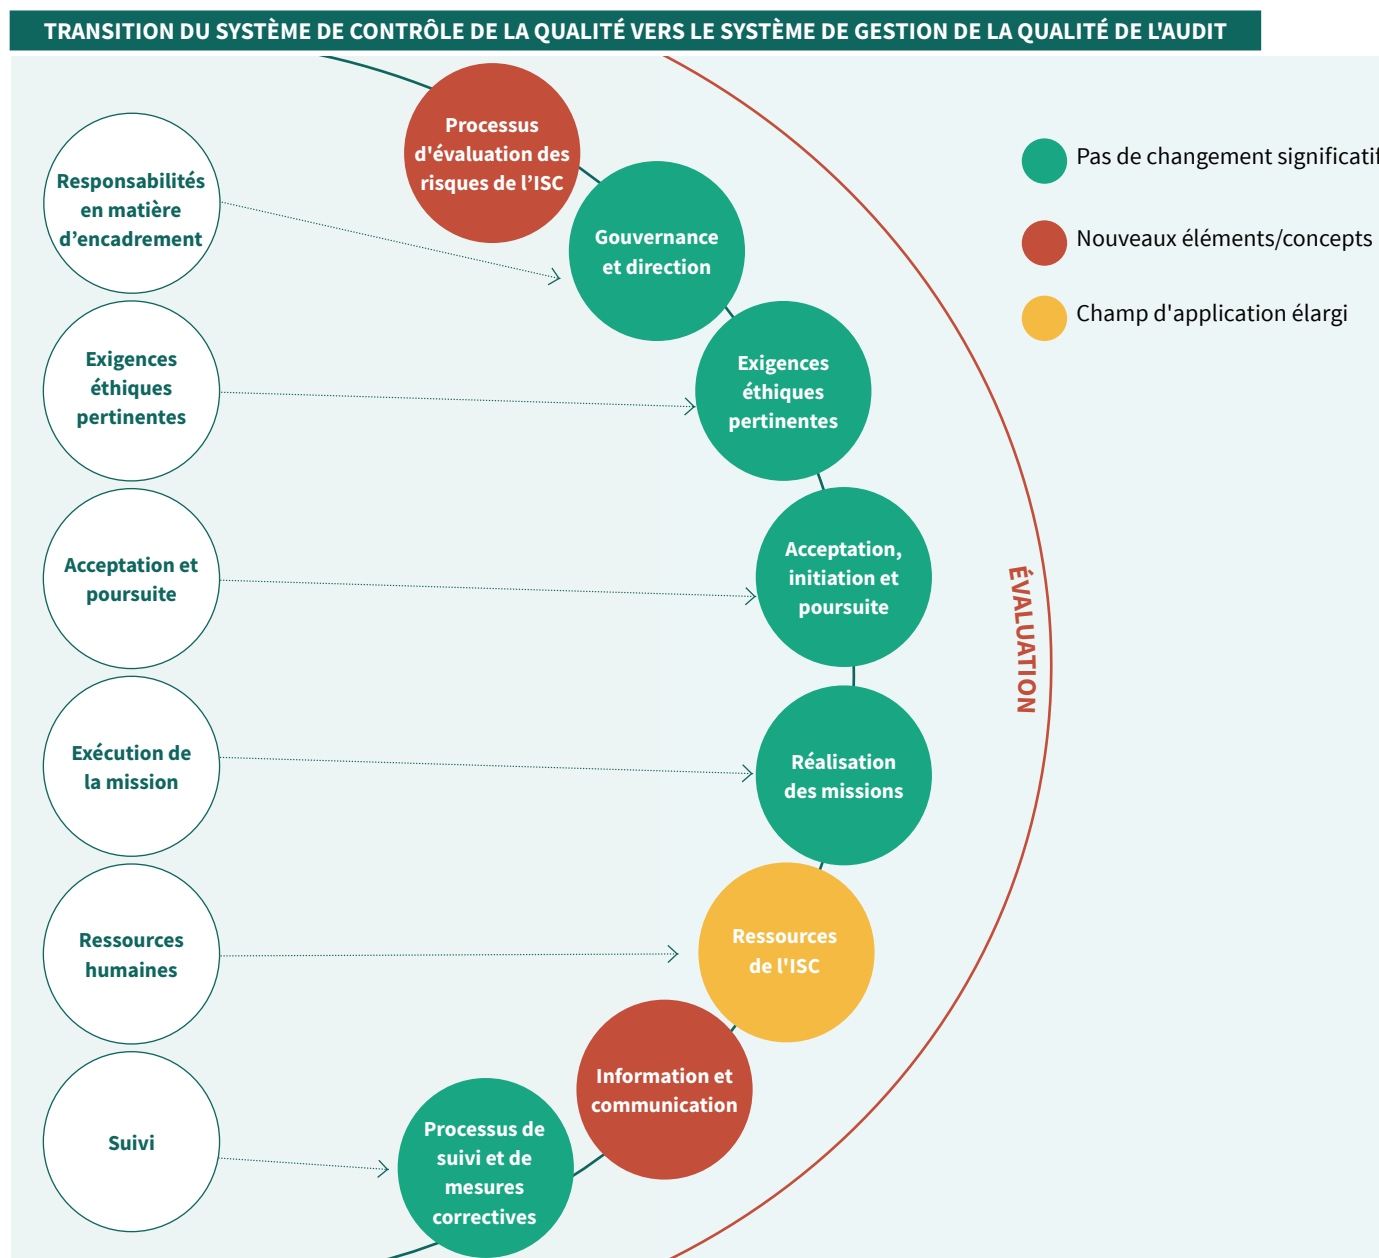 TRANSITION DU SYSTÈME DE CONTRÔLE DE LA QUALITÉ VERS LE SYSTÈME DE GESTION DE LA QUALITÉ DE L'AUDIT
Responsabilités
en matière
d’encadrement
Exigences
éthiques
pertinentes
Acceptation et
poursuite
Exécution de
la mission
Ressources
humaines
Suivi
Processus
d'évaluation des
risques de l’ISC
Gouvernance
et direction
Exigences
éthiques
pertinentes
Acceptation,
initiation et
poursuite
Réalisation
des missions
Ressources
de l'ISC
Information et
communication
Processus de
suivi et de
mesures
correctives
ÉVALUATION
Pas de changement significatif
Nouveaux éléments/concepts
Champ d'application élargi